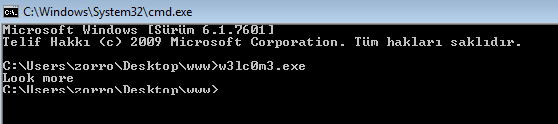 C:\Windows\System32\cmd.exe
Microsoft Windows [Sürüm 6.1.7601]
Telif Hakkı (c) 2009 Microsoft Corporation. Tüm hakları saklıdır.
C:\Users\zorro\Desktop\www>w3lc0m3.exe
Look more
C:\Users\zorro\Desktop\www>